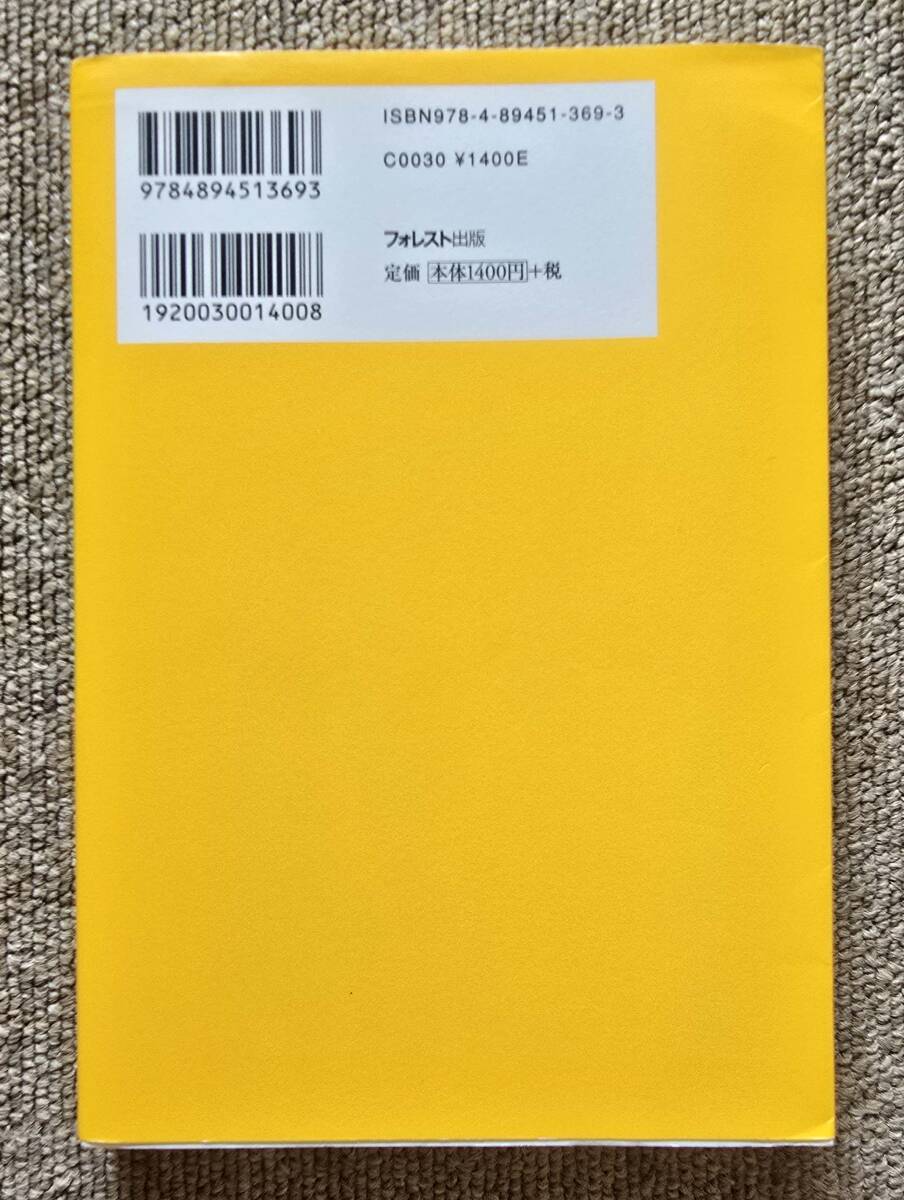 9784894513693
1920030014008
ISBN978-4-89451-369-3
C0030 ¥1400E
フォレスト出版
定価 本体1400円+税